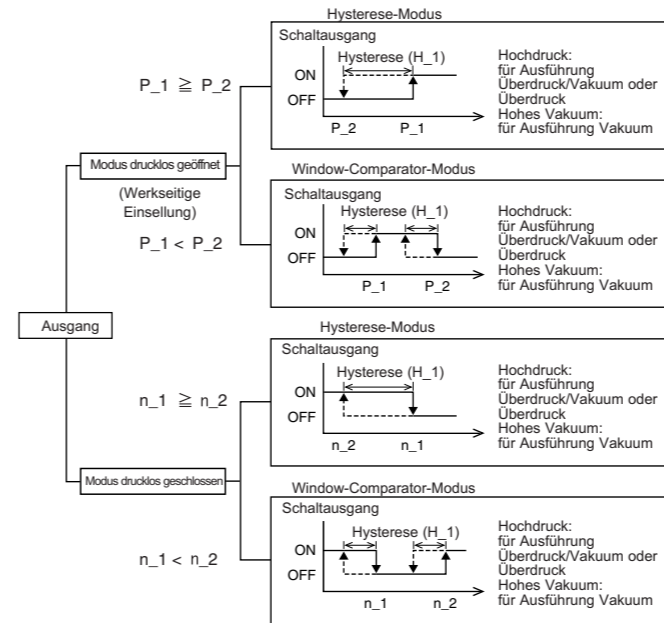 Hysterese-Modus
Schaltausgang
Hysterese (H_1)
ON
OFF
P_2
P_1
Hochdruck:
für Ausführung
Überdruck/Vakuum oder
Überdruck
Hohes Vakuum:
für Ausführung Vakuum
P_1 ≧ P_2
Modus drucklos geöffnet
(Werkseitige
Einsellung)
P_1 < P_2
Window-Comparator-Modus
Schaltausgang
Hysterese (H_1)
ON
OFF
P_1
P_2
Hochdruck:
für Ausführung
Überdruck/Vakuum oder
Überdruck
Hohes Vakuum:
für Ausführung Vakuum
Ausgang
Hysterese-Modus
Schaltausgang
Hysterese (H_1)
ON
OFF
n_2
n_1
Hochdruck:
für Ausführung
Überdruck/Vakuum oder
Überdruck
Hohes Vakuum:
für Ausführung Vakuum
n_1 ≧ n_2
Modus drucklos geschlossen
n_1 < n_2
Window-Comparator-Modus
Schaltausgang
Hysterese (H_1)
ON
OFF
n_1
n_2
Hochdruck:
für Ausführung
Überdruck/Vakuum oder
Überdruck
Hohes Vakuum:
für Ausführung Vakuum